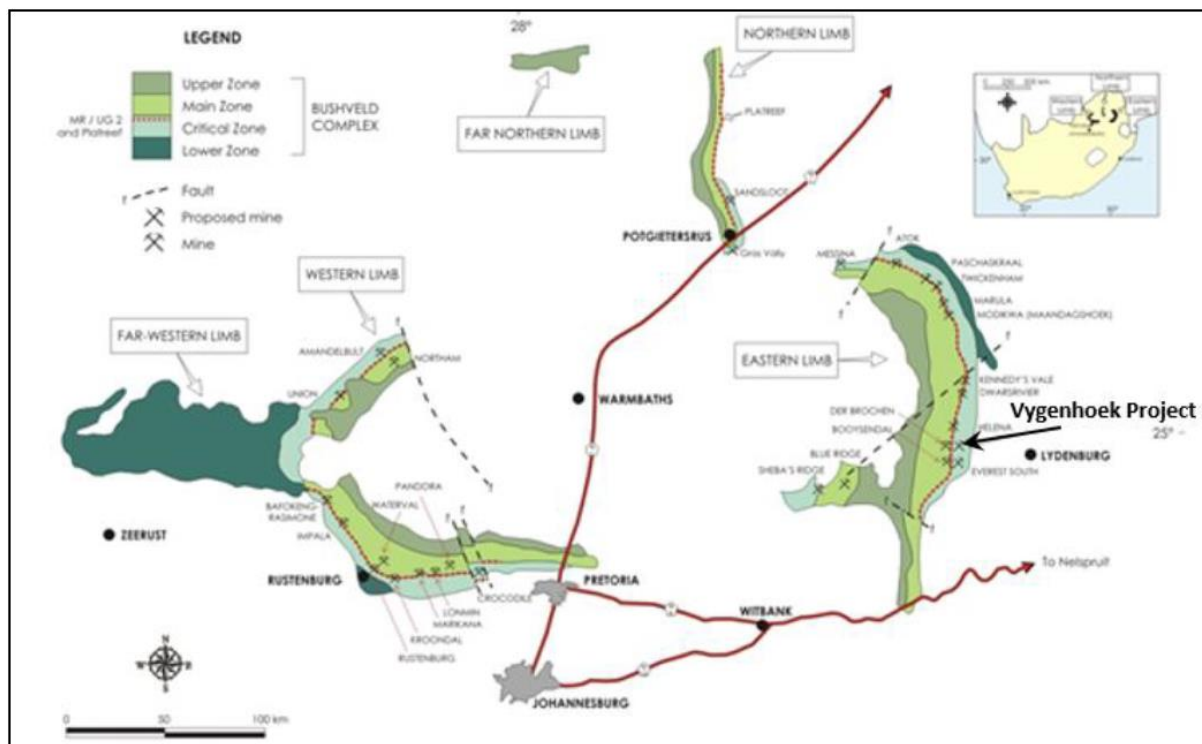 LEGEND
Upper Zone
Main Zone
MR / UG 2
and Platreef
Critical Zone
Lower Zone
BUSHVELD
COMPLEX
f Fault f
Proposed mine
Mine
28°
FAR NORTHERN LIMB
NORTHERN LIMB
PLATREEF
SANDSLOOT
POTGIETERSRUS
WESTERN LIMB
FAR-WESTERN LIMB
AMANDELBULT
NORTHAM
UNION
f
f
WARMBATHS
EASTERN LIMB
MESSINA
f
ATOK
PASCHASKRAAL
TWICKENHAM
MARULA
MODIKWA (MAANDAGSHOEK)
f
KENNEDY'S VALE
DWARSRIVIER
DER BROCHEN
BOOYSENDAL
HELENA
Vygenhoek Project
25°
LYDENBURG
BLUE RIDGE
SHEBA'S RIDGE
EVEREST SOUTH
f
f
ZEERUST
BAFOKENG-
RASIMONE
IMPALA
RUSTENBURG
PANDORA
WATERVAL
f
f
CROCODILE
LONMIN
MARIKANA
KROONDAL
RUSTENBURG
PRETORIA
WITBANK
To Nelspruit
JOHANNESBURG
N
W
E
S
0 50 100 km